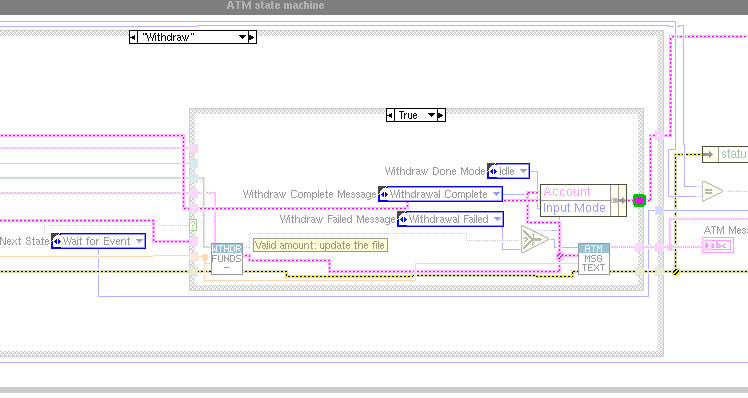 ATM state machine
"Withdraw"
True
Withdraw Done Mode
Idle
Withdraw Complete Message
Withdrawal Complete
Account
Input Mode
statu
Withdraw Failed Message
Withdrawal Failed
=
?
T
F
ATM Mess
Next State
Wait for Event
Valid amount: update the file
WTHDR
FUNDS
–
ATM
MSG
TEXT
abc